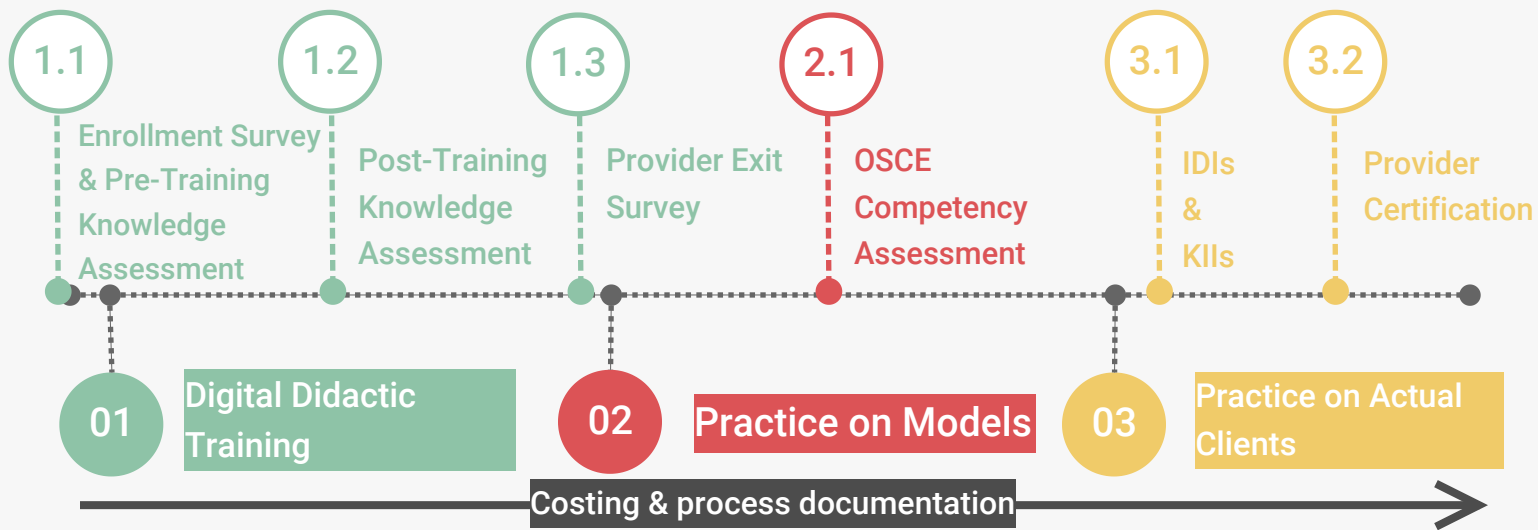 1.1
Enrollment Survey
& Pre-Training
Knowledge
Assessment
1.2
Post-Training
Knowledge
Assessment
1.3
Provider Exit
Survey
2.1
OSCE
Competency
Assessment
3.1
IDIs
&
KIIs
3.2
Provider
Certification
01
Digital Didactic
Training
02
Practice on Models
03
Practice on Actual
Clients
Costing & process documentation